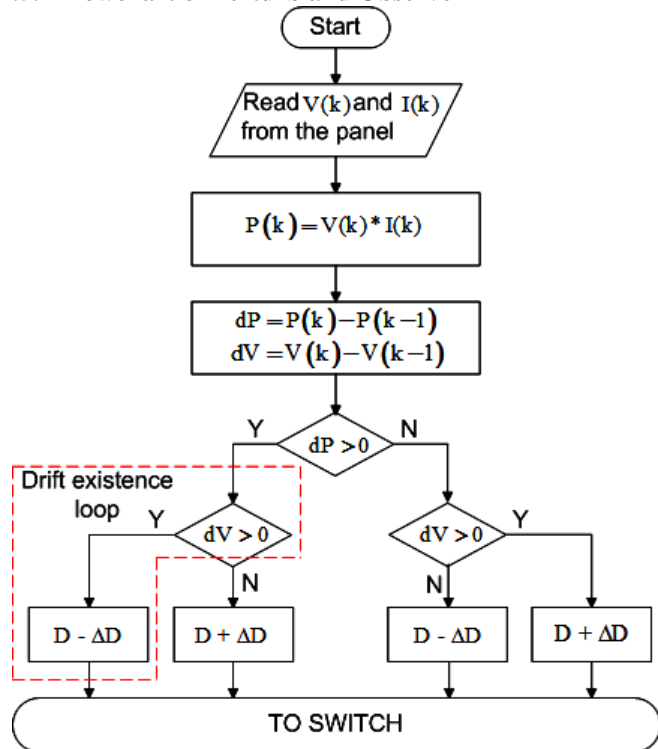 Start
Read V(k) and I(k)
from the panel
P(k)=V(k)*I(k)
dP=P(k)-P(k-1)
dV=V(k)-V(k-1)
Y
N
dP>0
Drift existence
loop
Y
dV>0
N
dV>0
Y
N
D - ΔD
D + ΔD
D - ΔD
D + ΔD
TO SWITCH